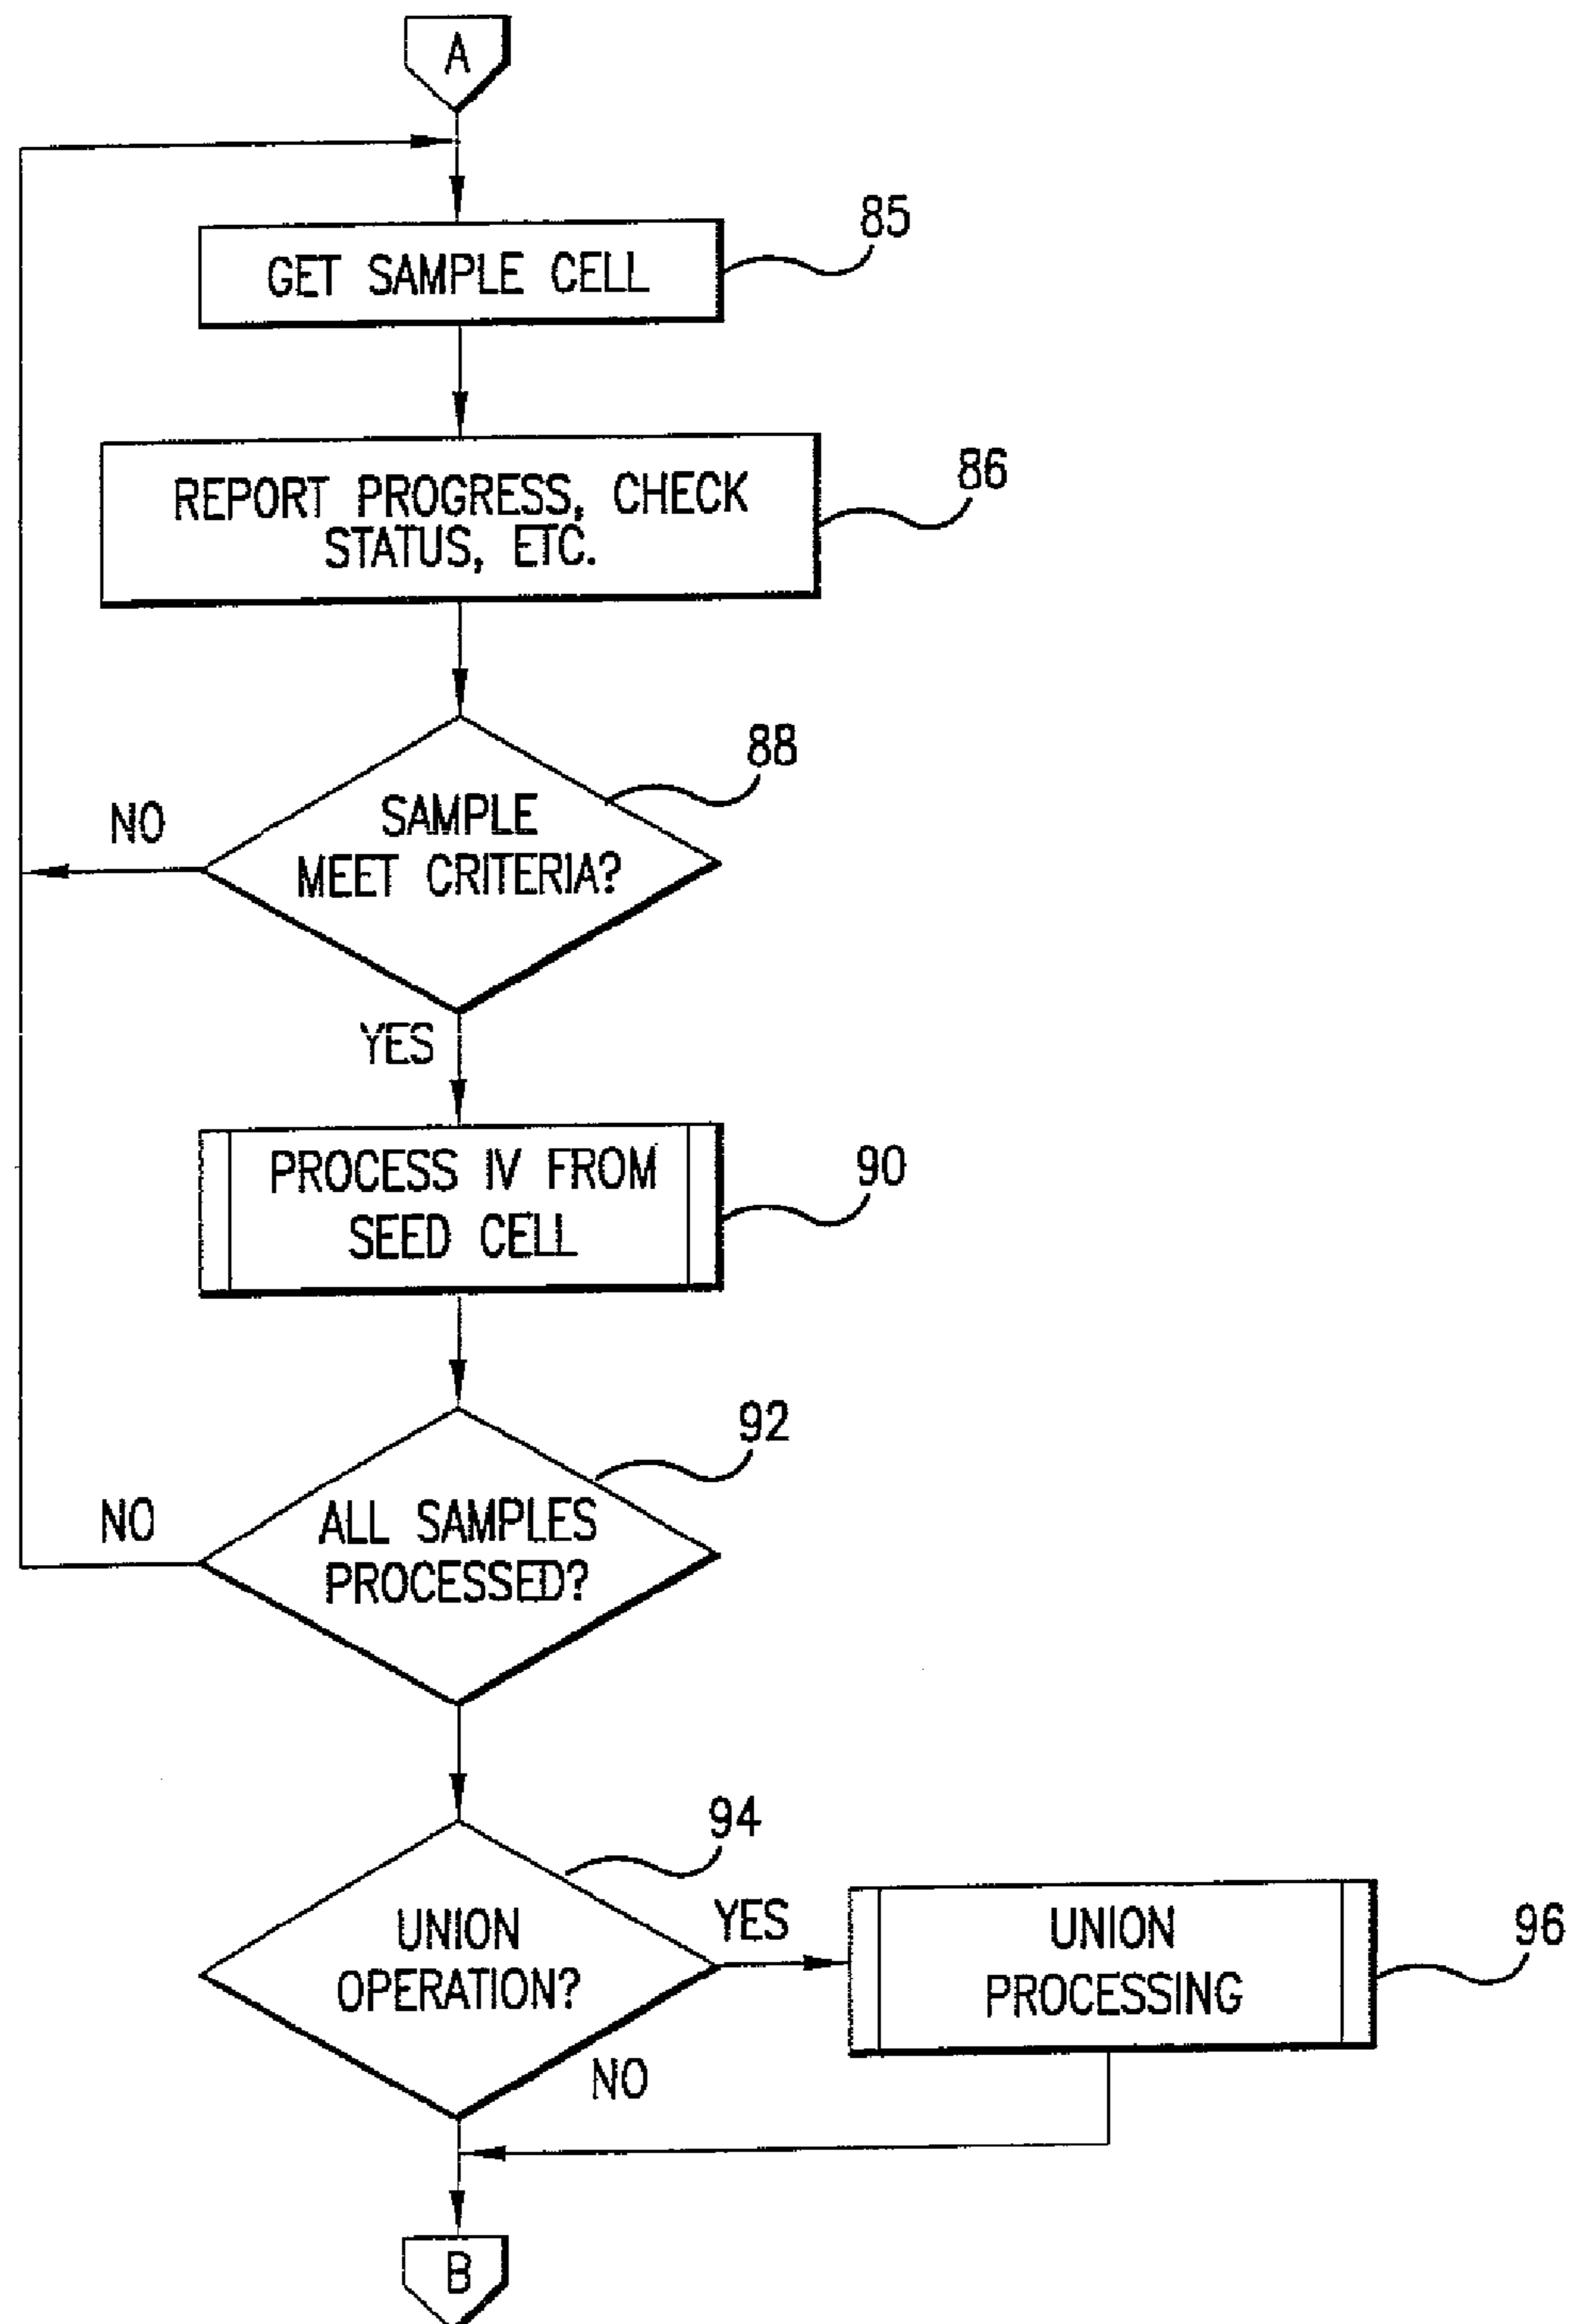 A
GET SAMPLE CELL
85
REPORT PROGRESS, CHECK
STATUS, ETC.
86
88
NO
SAMPLE
MEET CRITERIA?
YES
PROCESS IV FROM
SEED CELL
90
92
NO
ALL SAMPLES
PROCESSED?
94
UNION
OPERATION?
YES
UNION
PROCESSING
96
NO
B